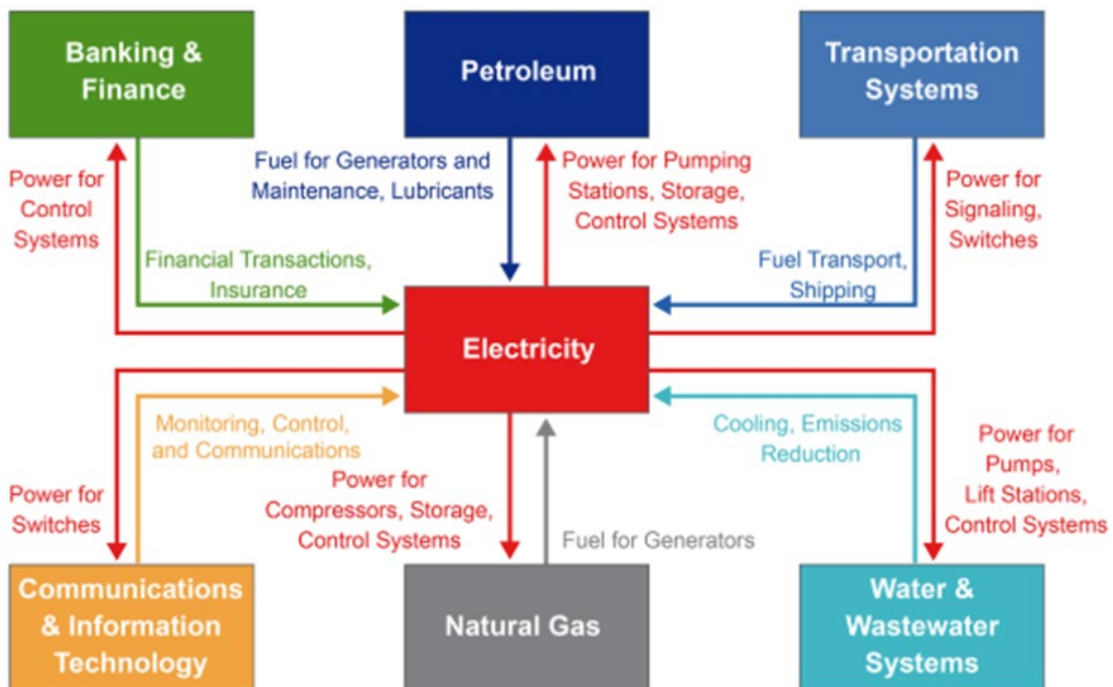 Banking &
Finance
Petroleum
Transportation
Systems
Power for
Control
Systems
Fuel for Generators and
Maintenance, Lubricants
Power for Pumping
Stations, Storage,
Control Systems
Power for
Signaling,
Switches
Financial Transactions,
Insurance
Fuel Transport,
Shipping
Electricity
Monitoring, Control,
and Communications
Cooling, Emissions
Reduction
Power for
Switches
Power for
Compressors, Storage,
Control Systems
Fuel for Generators
Power for
Pumps,
Lift Stations,
Control Systems
Communications
& Information
Technology
Natural Gas
Water &
Wastewater
Systems